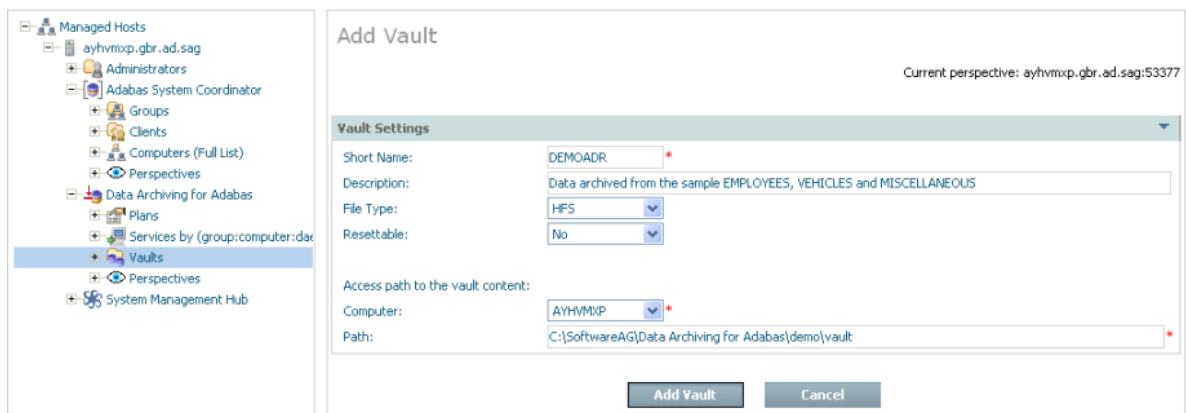 Managed Hosts
ayhvmxp.gbr.ad.sag
Administrators
Adabas System Coordinator
Groups
Clients
Computers (Full List)
Perspectives
Data Archiving for Adabas
Plans
Services by (group:computer:dae
Vaults
Perspectives
System Management Hub
Add Vault
Current perspective: ayhvmxp.gbr.ad.sag:53377
Vault Settings
Short Name: DEMOADR *
Description: Data archived from the sample EMPLOYEES, VEHICLES and MISCELLANEOUS
File Type: HFS
Resettable: No
Access path to the vault content:
Computer: AYHVMXP *
Path: C:\SoftwareAG\Data Archiving for Adabas\demo\vault *
Add Vault Cancel